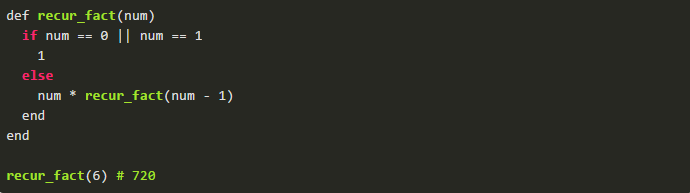 def recur_fact(num)
  if num == 0 || num == 1
    1
  else
    num * recur_fact(num - 1)
  end
end

recur_fact(6) # 720